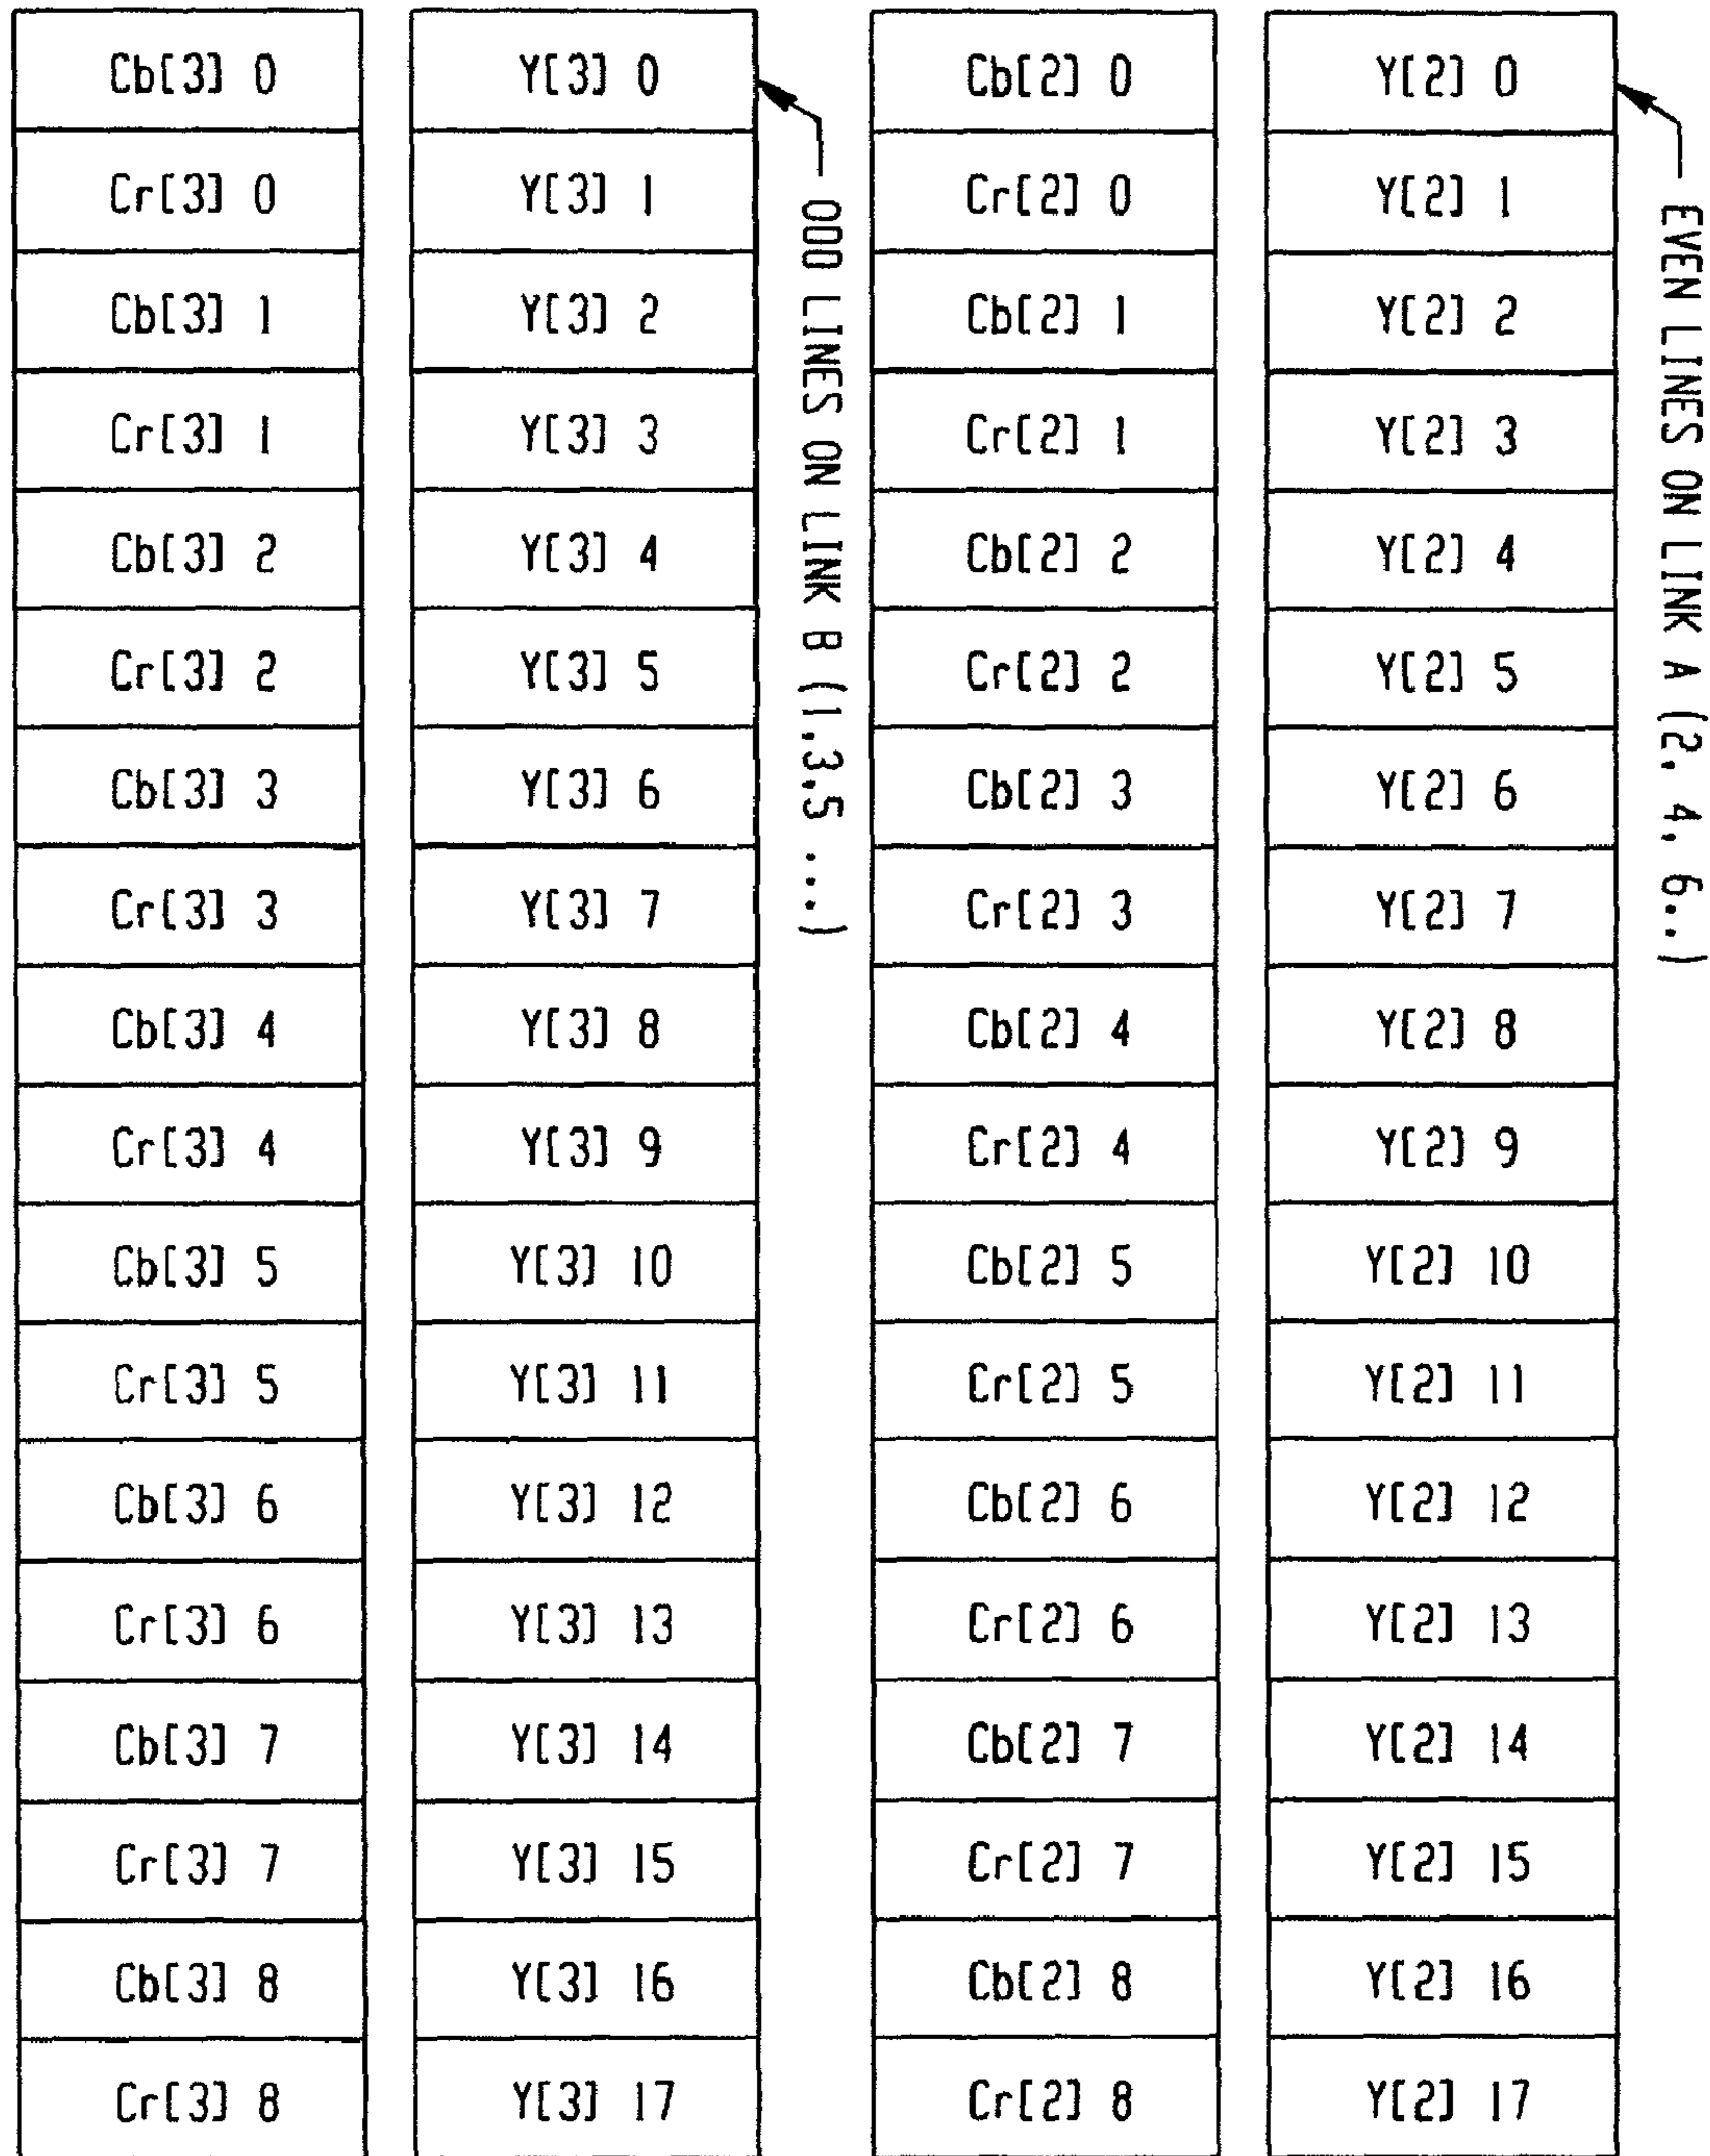 Cb[3] 0 Y[3] 0 Cb[2] 0 Y[2] 0
Cr[3] 0 Y[3] 1 Cr[2] 0 Y[2] 1
Cb[3] 1 Y[3] 2 Cb[2] 1 Y[2] 2
Cr[3] 1 Y[3] 3 Cr[2] 1 Y[2] 3
Cb[3] 2 Y[3] 4 Cb[2] 2 Y[2] 4
Cr[3] 2 Y[3] 5 Cr[2] 2 Y[2] 5
Cb[3] 3 Y[3] 6 Cb[2] 3 Y[2] 6
Cr[3] 3 Y[3] 7 Cr[2] 3 Y[2] 7
Cb[3] 4 Y[3] 8 Cb[2] 4 Y[2] 8
Cr[3] 4 Y[3] 9 Cr[2] 4 Y[2] 9
Cb[3] 5 Y[3] 10 Cb[2] 5 Y[2] 10
Cr[3] 5 Y[3] 11 Cr[2] 5 Y[2] 11
Cb[3] 6 Y[3] 12 Cb[2] 6 Y[2] 12
Cr[3] 6 Y[3] 13 Cr[2] 6 Y[2] 13
Cb[3] 7 Y[3] 14 Cb[2] 7 Y[2] 14
Cr[3] 7 Y[3] 15 Cr[2] 7 Y[2] 15
Cb[3] 8 Y[3] 16 Cb[2] 8 Y[2] 16
Cr[3] 8 Y[3] 17 Cr[2] 8 Y[2] 17
ODD LINES ON LINK B (1,3,5 ...)
EVEN LINES ON LINK A (2, 4, 6..)